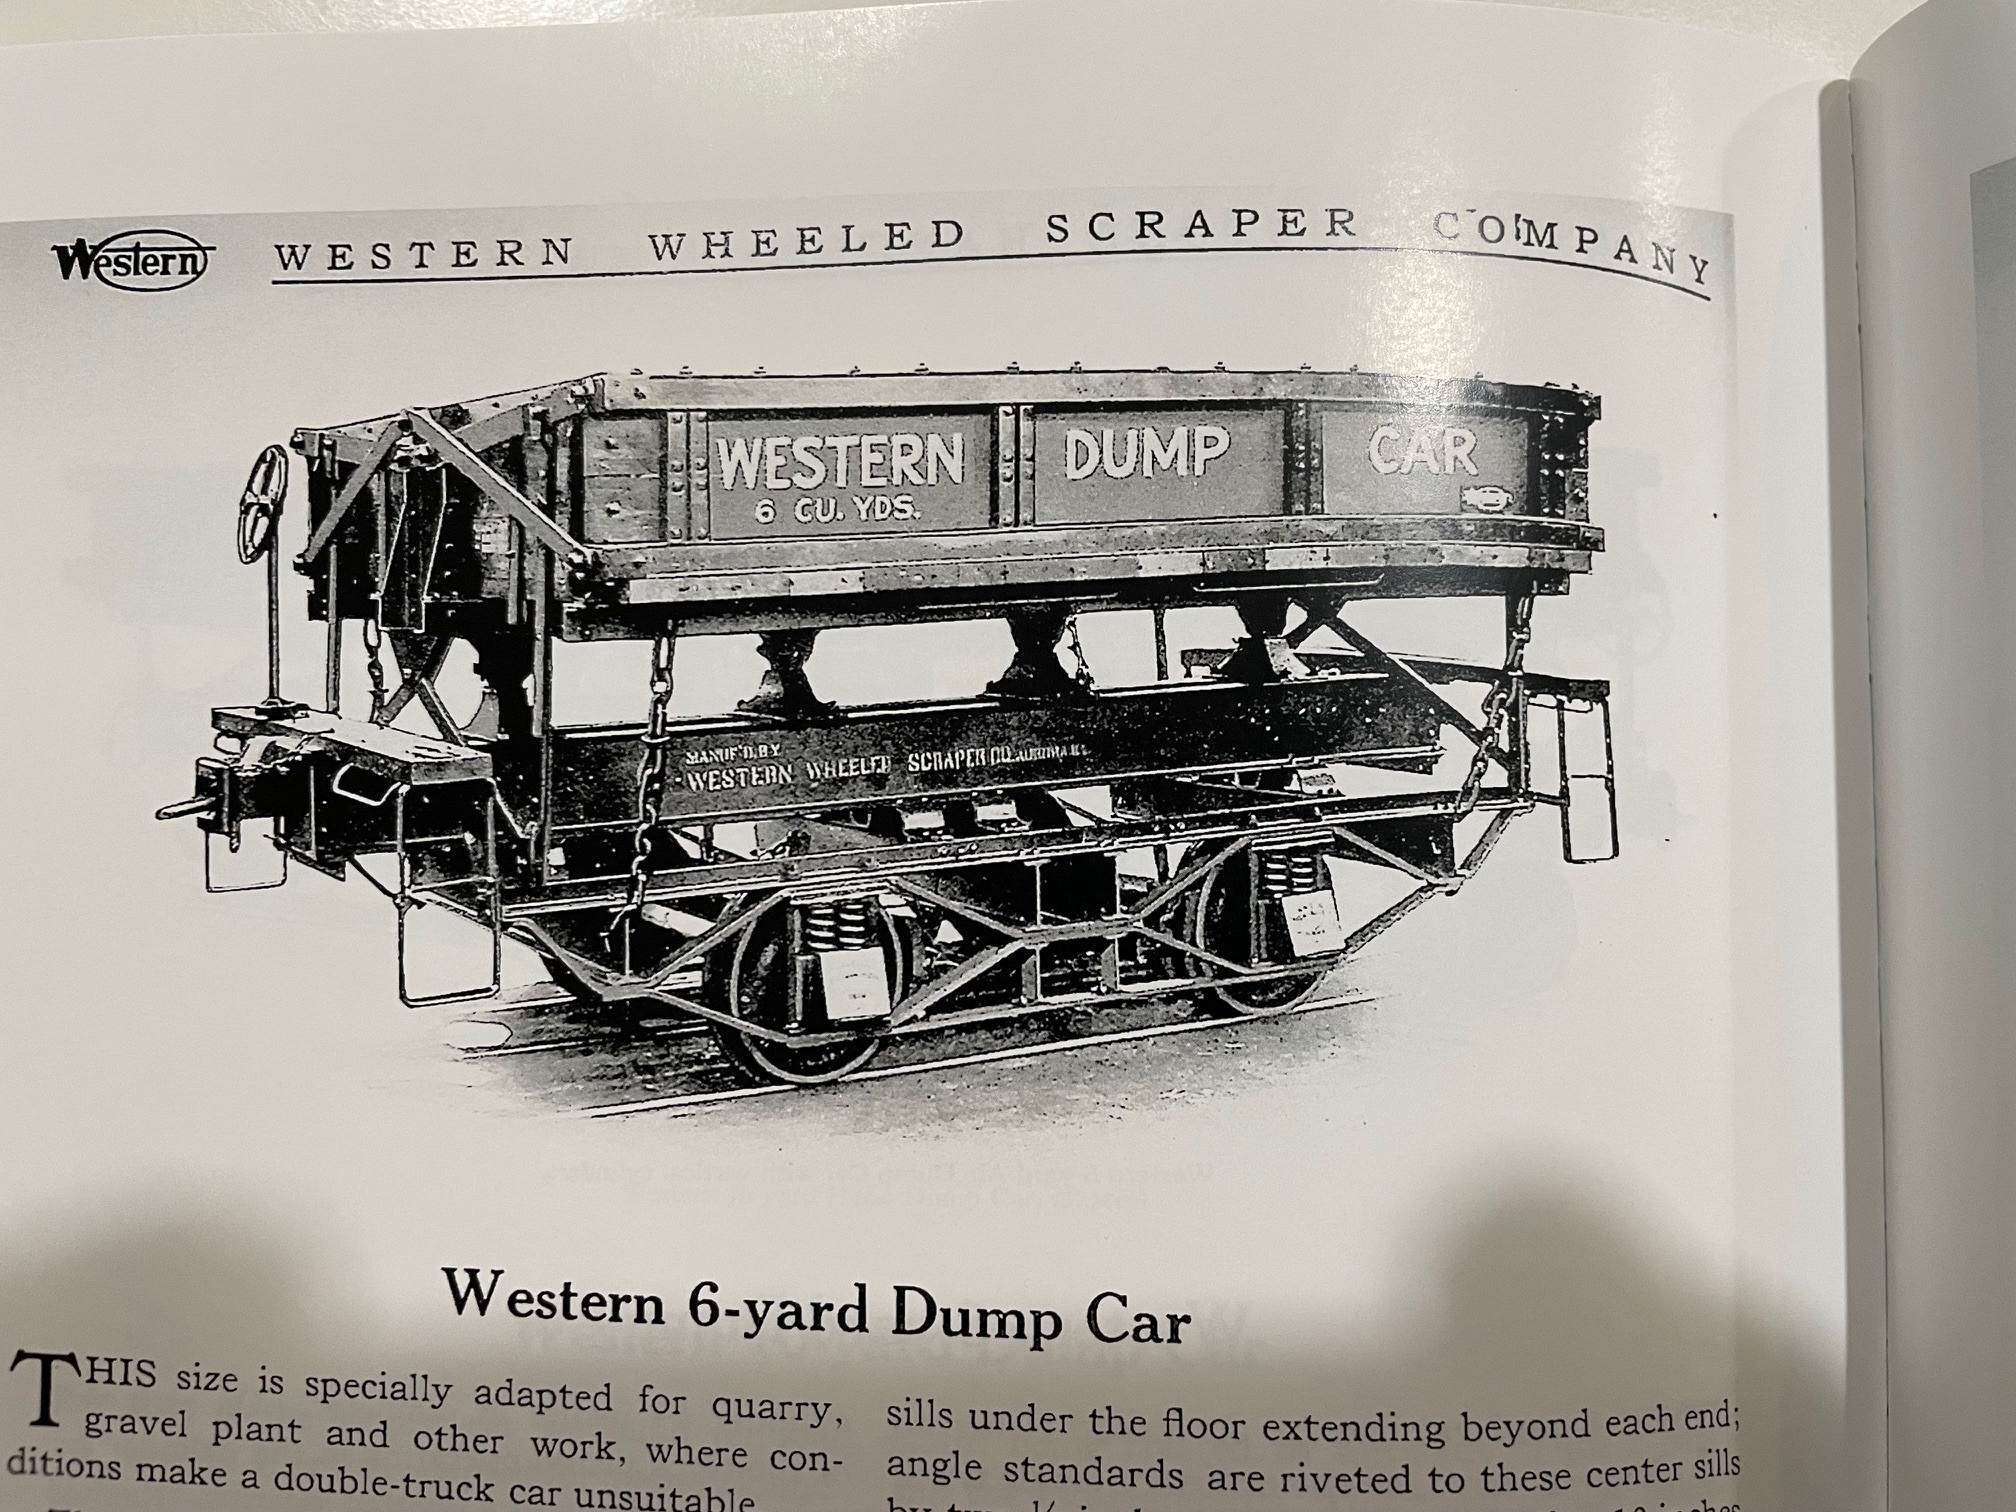 Western
WESTERN WHEELED SCRAPER COMPANY
WESTERN DUMP CAR
6 CU. YDS.
MANUF'D. BY
WESTERN WHEELED SCRAPER CO.
Western 6-yard Dump Car
THIS size is specially adapted for quarry,
gravel plant and other work, where con-
ditions make a double-truck car unsuitable.
sills under the floor extending beyond each end;
angle standards are riveted to these center sills